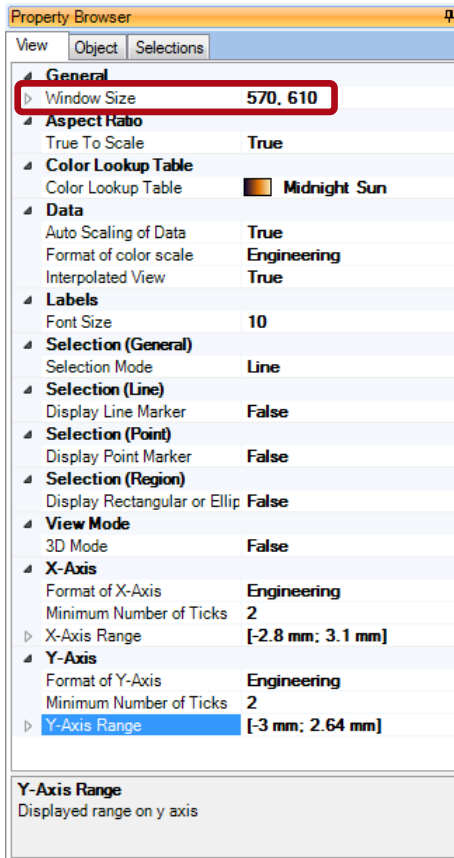 Property Browser
View Object Selections
General
Window Size 570, 610
Aspect Ratio
True To Scale True
Color Lookup Table
Color Lookup Table Midnight Sun
Data
Auto Scaling of Data True
Format of color scale Engineering
Interpolated View True
Labels
Font Size 10
Selection (General)
Selection Mode Line
Selection (Line)
Display Line Marker False
Selection (Point)
Display Point Marker False
Selection (Region)
Display Rectangular or Ellip False
View Mode
3D Mode False
X-Axis
Format of X-Axis Engineering
Minimum Number of Ticks 2
X-Axis Range [-2.8 mm; 3.1 mm]
Y-Axis
Format of Y-Axis Engineering
Minimum Number of Ticks 2
Y-Axis Range [-3 mm; 2.64 mm]
Y-Axis Range
Displayed range on y axis